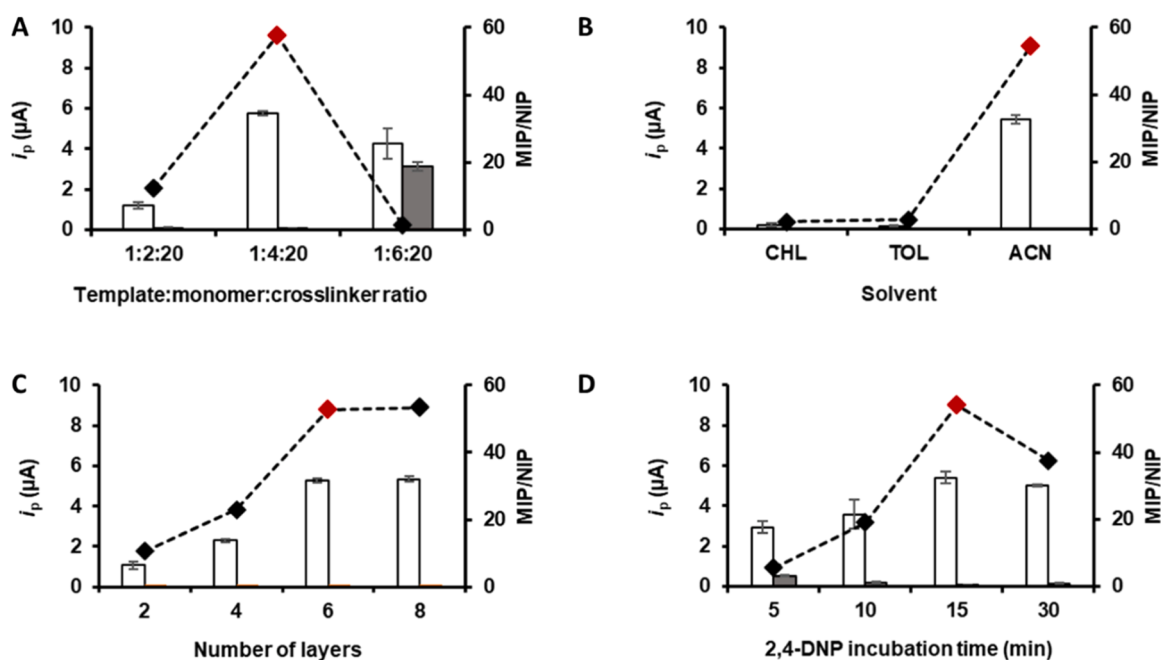 A
10
8
6
4
2
0
iₚ (µA)
60
40
20
0
MIP/NIP
1:2:20 1:4:20 1:6:20
Template:monomer:crosslinker ratio
B
10
8
6
4
2
0
iₚ (µA)
60
40
20
0
MIP/NIP
CHL TOL ACN
Solvent
C
10
8
6
4
2
0
iₚ (µA)
60
40
20
0
MIP/NIP
2 4 6 8
Number of layers
D
10
8
6
4
2
0
iₚ (µA)
60
40
20
0
MIP/NIP
5 10 15 30
2,4-DNP incubation time (min)